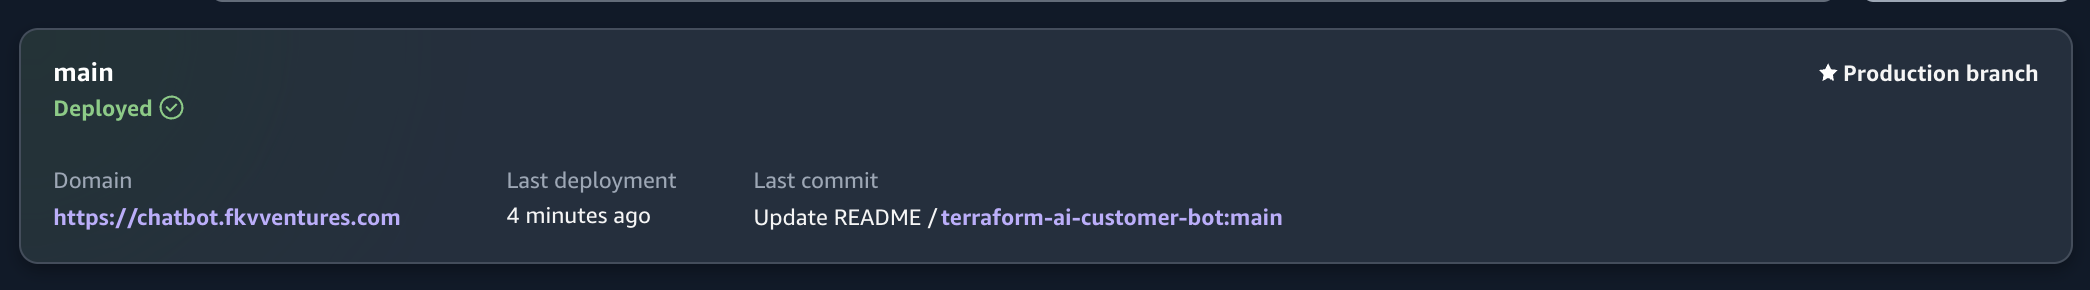 main
★ Production branch
Deployed
Domain
https://chatbot.fkvventures.com
Last deployment
4 minutes ago
Last commit
Update README / terraform-ai-customer-bot:main